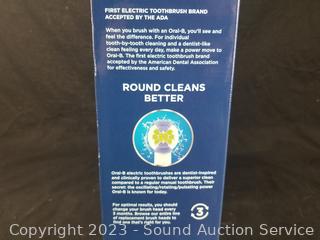 FIRST ELECTRIC TOOTHBRUSH BRAND
ACCEPTED BY THE ADA
When you brush with an Oral-B, you'll see and
feel the difference. For individual
tooth-by-tooth cleaning and a dentist-like
clean feeling every day, make a power move to
Oral-B. The first electric toothbrush brand
accepted by the American Dental Association
for effectiveness and safety.
ROUND CLEANS
BETTER
Oral-B electric toothbrushes are dentist-inspired
and clinically proven to deliver a superior clean
compared to a regular manual toothbrush. Their
secret: the oscillating/rotating/pulsating power
Oral-B is known for today.
For optimal results, you should
change your brush head every
3 months. Browse our entire line
of replacement brush heads to
find one that's right for you.
3
Copyright 2023 - Sound Auction Service